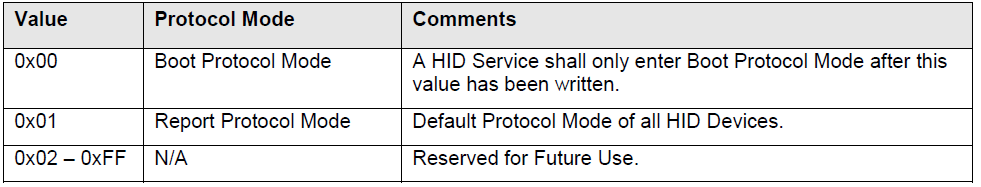 Value Protocol Mode Comments
0x00 Boot Protocol Mode A HID Service shall only enter Boot Protocol Mode after this
value has been written.
0x01 Report Protocol Mode Default Protocol Mode of all HID Devices.
0x02 – 0xFF N/A Reserved for Future Use.